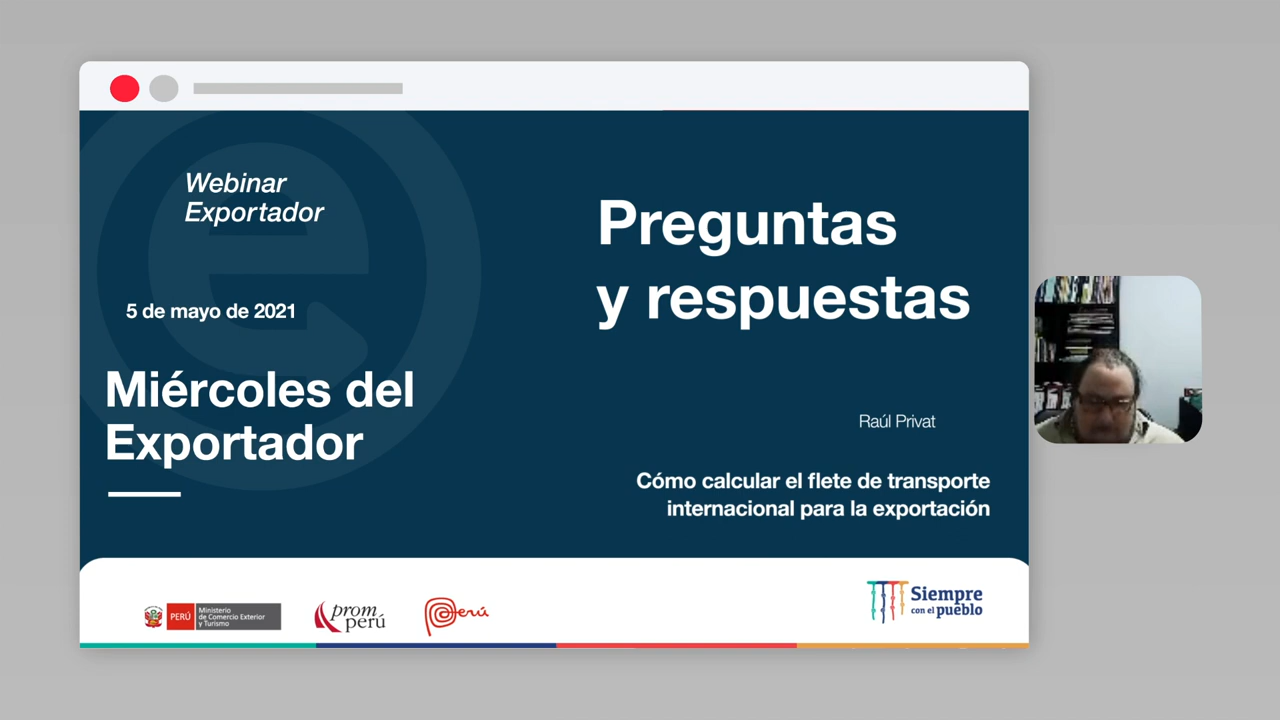 Webinar
Exportador
5 de mayo de 2021
Miércoles del
Exportador
Preguntas
y respuestas
Raúl Privat
Cómo calcular el flete de transporte
internacional para la exportación
PERÚ
Ministerio
de Comercio Exterior
y Turismo
prom
perú
Perú
Siempre
con el pueblo